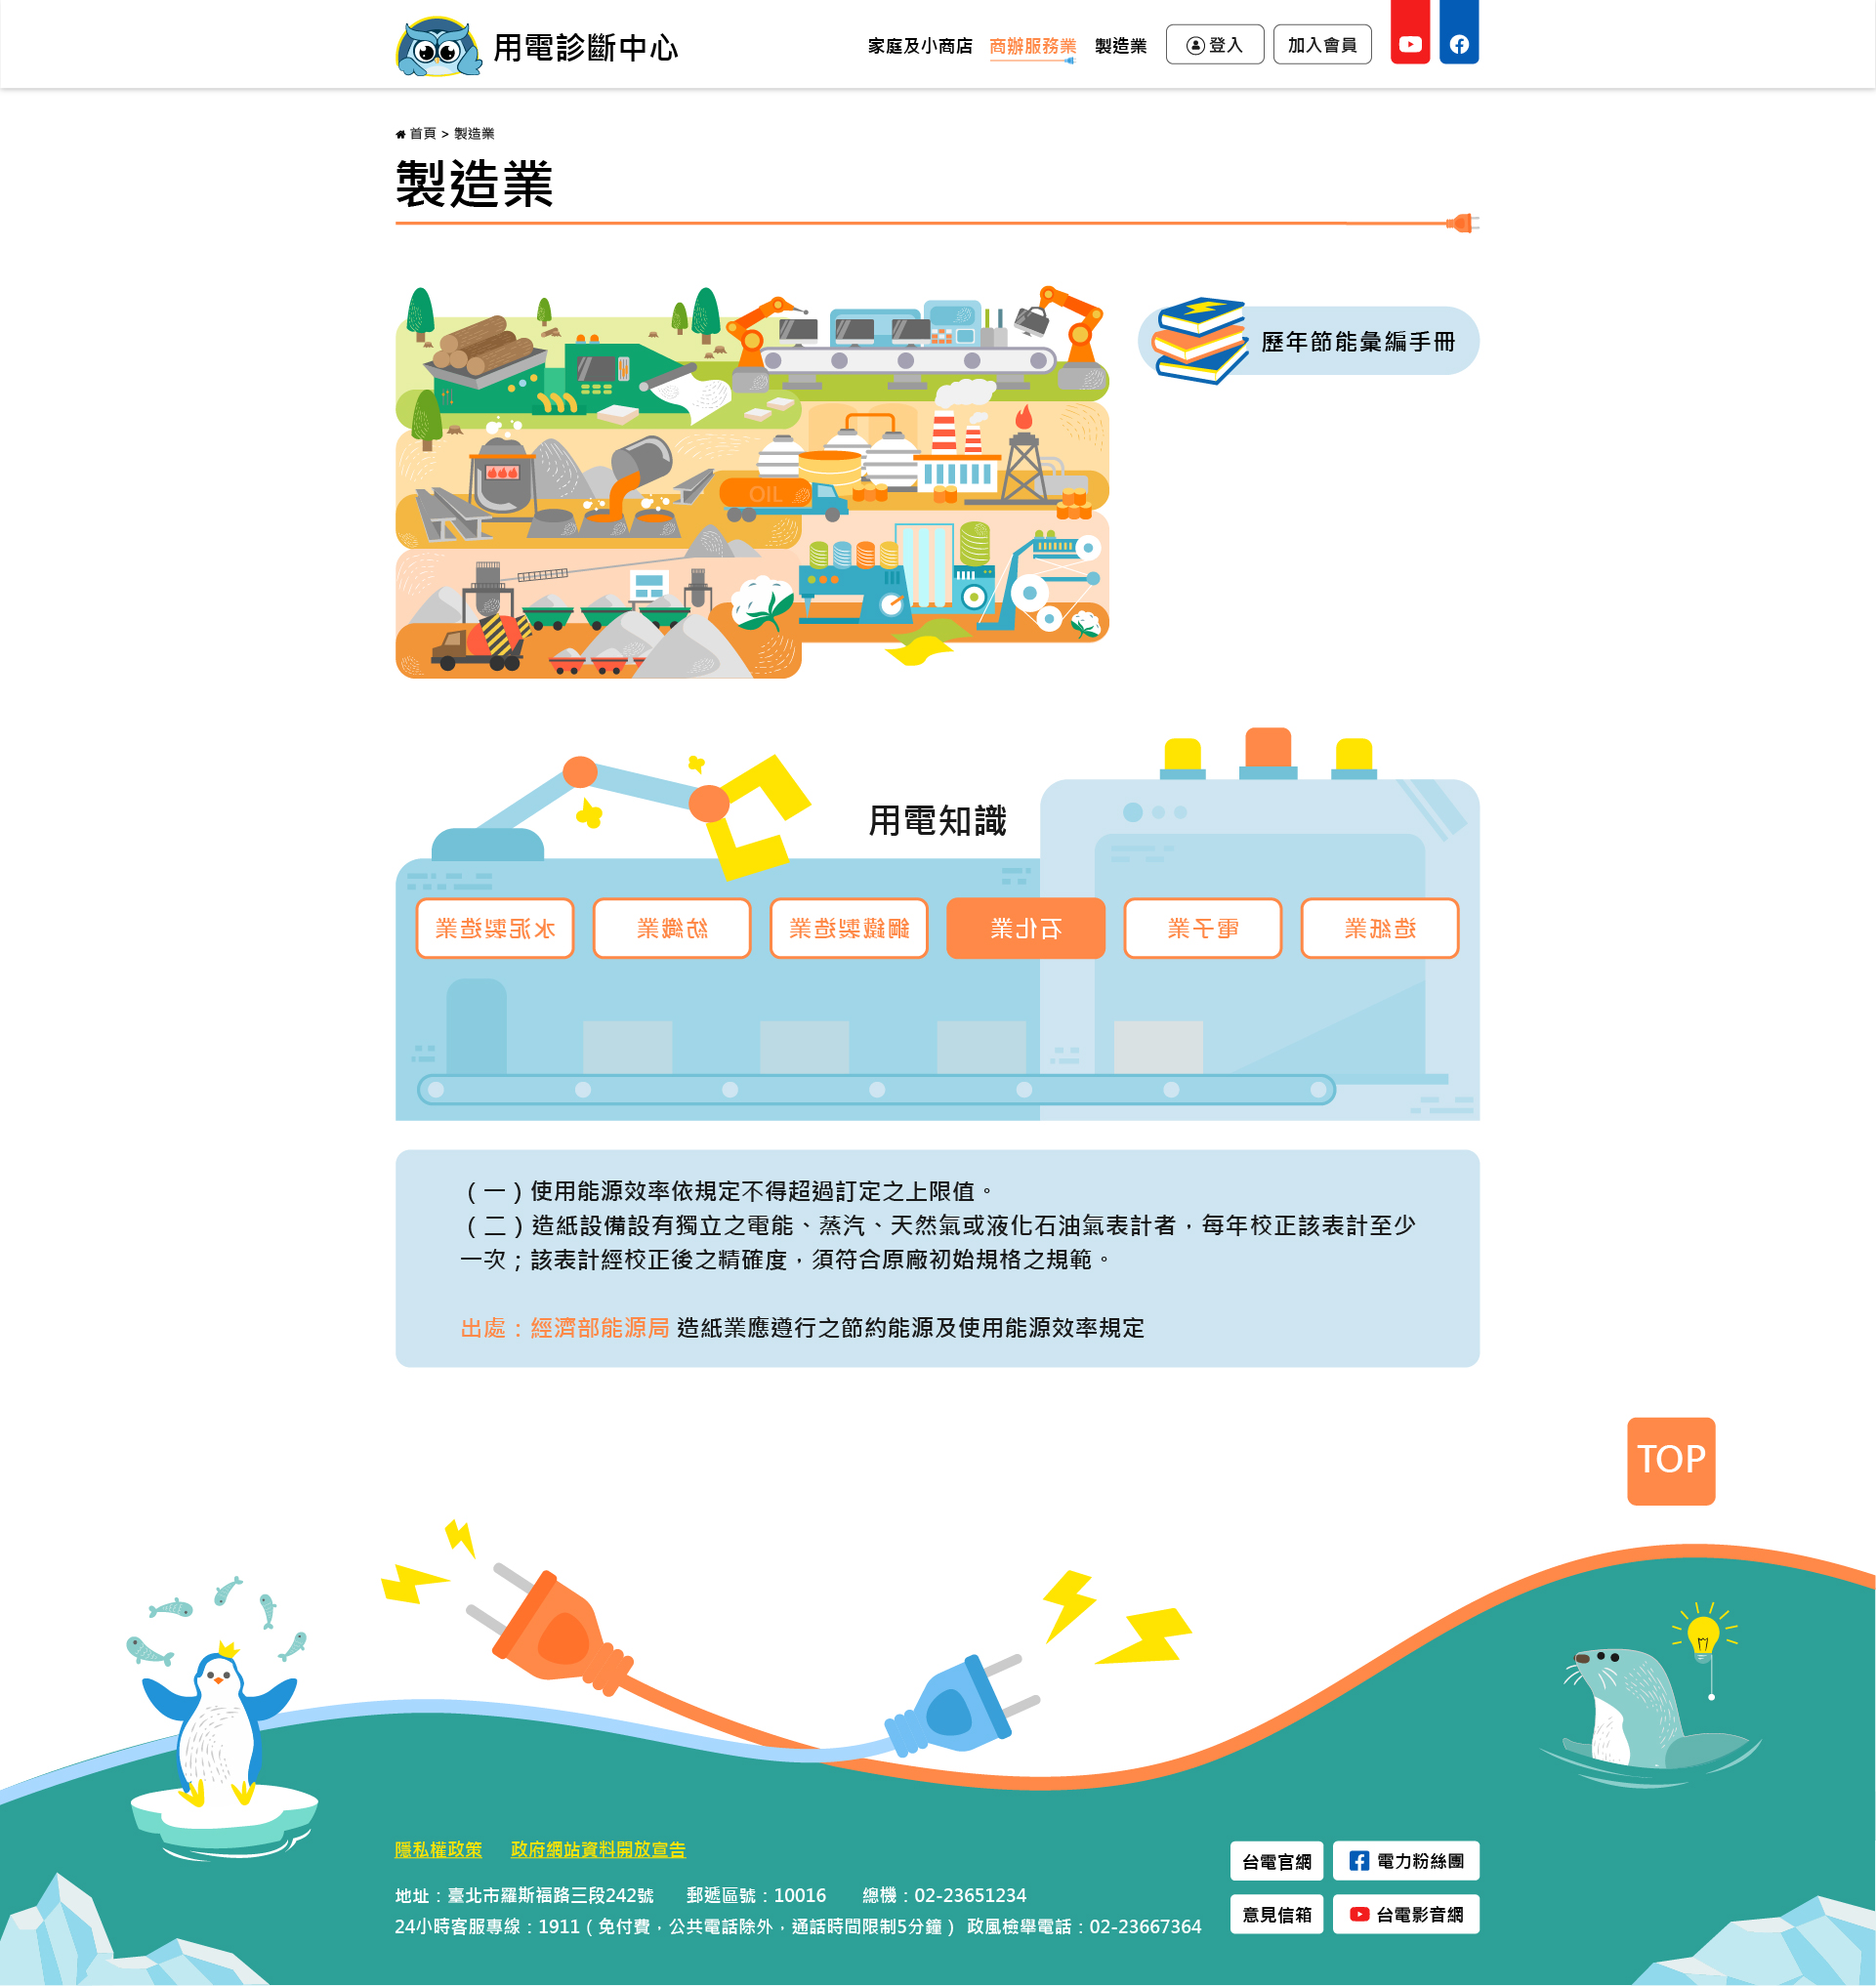 用電診斷中心
家庭及小商店 商辦服務業 製造業 登入 加入會員
首頁 > 製造業
製造業
歷年節能彙編手冊
OIL
用電知識
水泥製造業 紡織業 鋼鐵製造業 石化業 電子業 造紙業
（一）使用能源效率依規定不得超過訂定之上限值。
（二）造紙設備設有獨立之電能、蒸汽、天然氣或液化石油氣表計者，每年校正該表計至少
一次；該表計經校正後之精確度，須符合原廠初始規格之規範。
出處：經濟部能源局 造紙業應遵行之節約能源及使用能源效率規定
TOP
隱私權政策 政府網站資料開放宣告
台電官網 電力粉絲團
地址：臺北市羅斯福路三段242號 郵遞區號：10016 總機：02-23651234
意見信箱 台電影音網
24小時客服專線：1911（免付費，公共電話除外，通話時間限制5分鐘） 政風檢舉電話：02-23667364